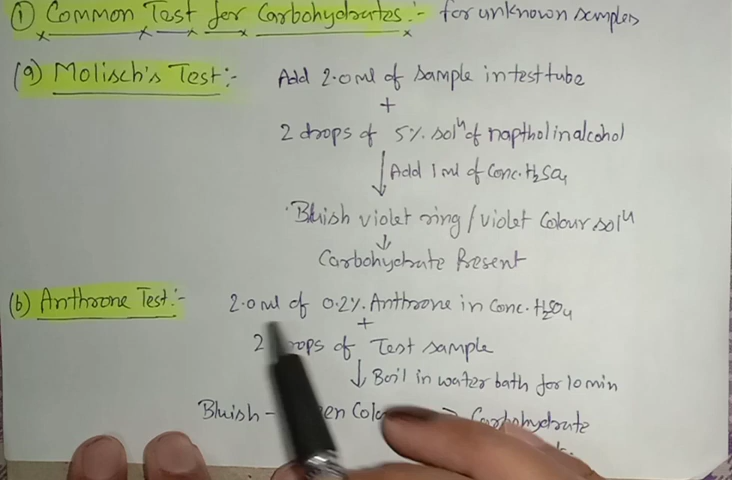 ① Common Test for Carbohydrates:- for unknown samples
(a) Molisch's Test:- Add 2.0ml of sample in test tube
+
2 drops of 5% solⁿ of napthol in alcohol
Add 1 ml of Conc. H₂SO₄
Bluish violet ring / violet Colour solⁿ
Carbohydrate Present
(b) Anthrone Test:- 2.0 ml of 0.2% Anthrone in Conc. H₂SO₄
+
2 of Test sample
Boil in water bath for 10 min
Bluish - → Carbohydrate